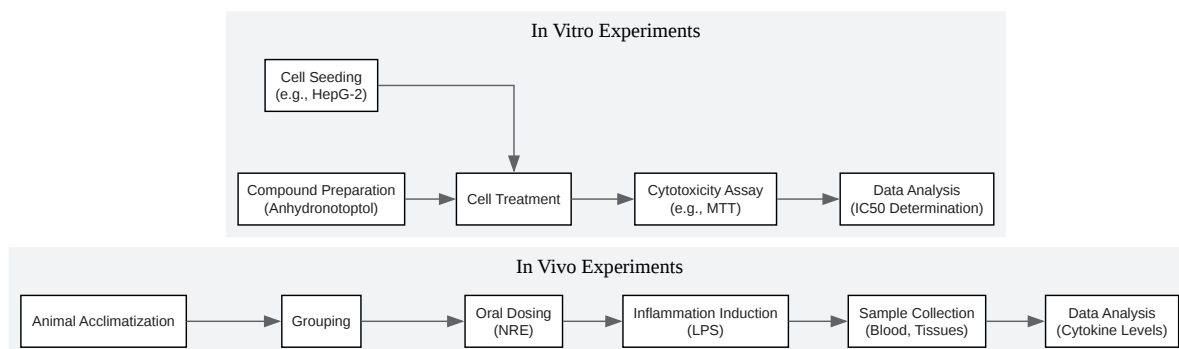 In Vitro Experiments
Cell Seeding
(e.g., HepG-2)
Compound Preparation
(Anhydronotoptol)
Cell Treatment
Cytotoxicity Assay
(e.g., MTT)
Data Analysis
(IC50 Determination)
In Vivo Experiments
Animal Acclimatization
Grouping
Oral Dosing
(NRE)
Inflammation Induction
(LPS)
Sample Collection
(Blood, Tissues)
Data Analysis
(Cytokine Levels)